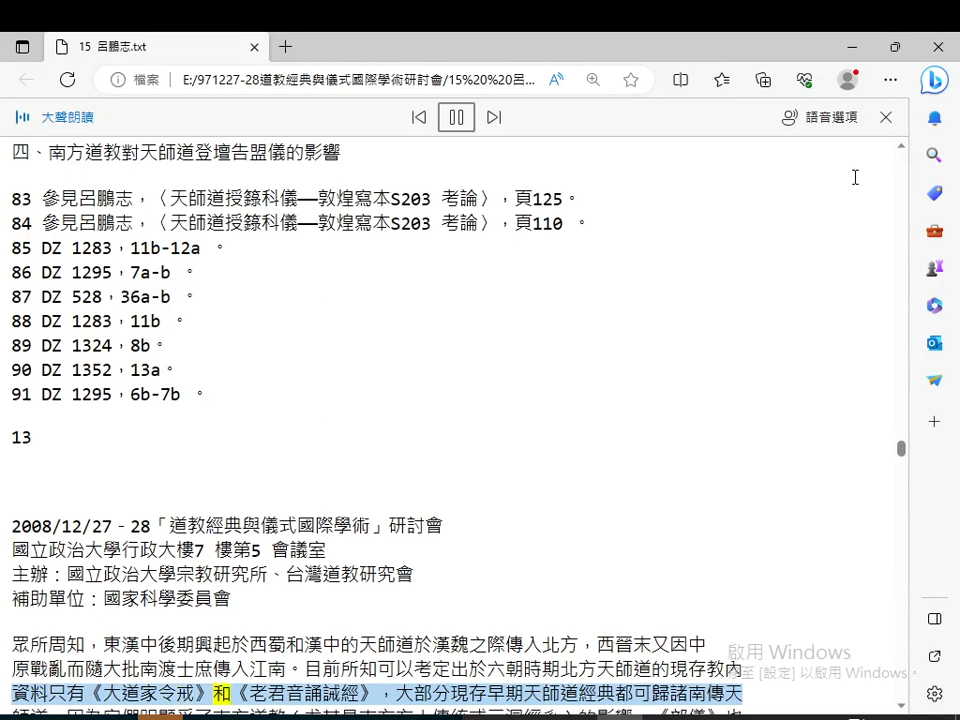 15 呂鵬志.txt
檔案
E:/971227-28道教經典與儀式國際學術研討會/15%20%20呂...
大聲朗讀
語音選項
四、南方道教對天師道登壇告盟儀的影響
83 參見呂鵬志，〈天師道授籙科儀——敦煌寫本S203 考論〉，頁125。
84 參見呂鵬志，〈天師道授籙科儀——敦煌寫本S203 考論〉，頁110 。
85 DZ 1283，11b-12a 。
86 DZ 1295，7a-b 。
87 DZ 528，36a-b 。
88 DZ 1283，11b 。
89 DZ 1324，8b。
90 DZ 1352，13a。
91 DZ 1295，6b-7b 。
13
2008/12/27﹣28「道教經典與儀式國際學術」研討會
國立政治大學行政大樓7 樓第5 會議室
主辦：國立政治大學宗教研究所、台灣道教研究會
補助單位：國家科學委員會
眾所周知，東漢中後期興起於西蜀和漢中的天師道於漢魏之際傳入北方，西晉末又因中
原戰亂而隨大批南渡士庶傳入江南。目前所知可以考定出於六朝時期北方天師道的現存教內
資料只有《大道家令戒》和《老君音誦誡經》，大部分現存早期天師道經典都可歸諸南傳天
啟用 Windows
移至 [設定] 以啟用 Windows。